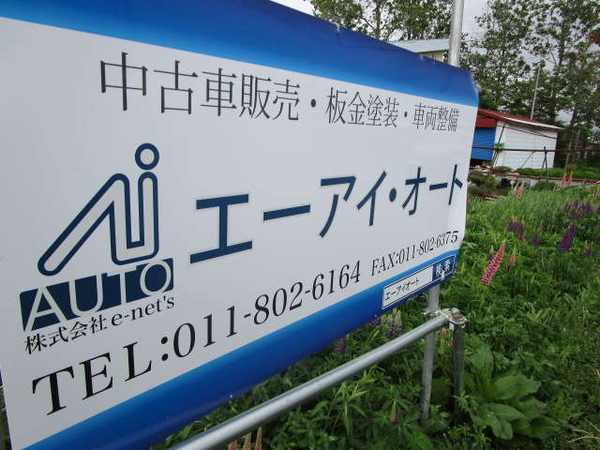 中古車販売・板金塗装・車両整備
エーアイ・オート
AUTO
株式会社e-net's
TEL:011-802-6164 FAX:011-802-6375
エーアイオート 検索